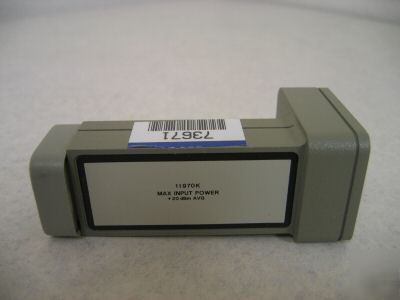 73671
11970K
MAX INPUT POWER
+20 dBm AVG